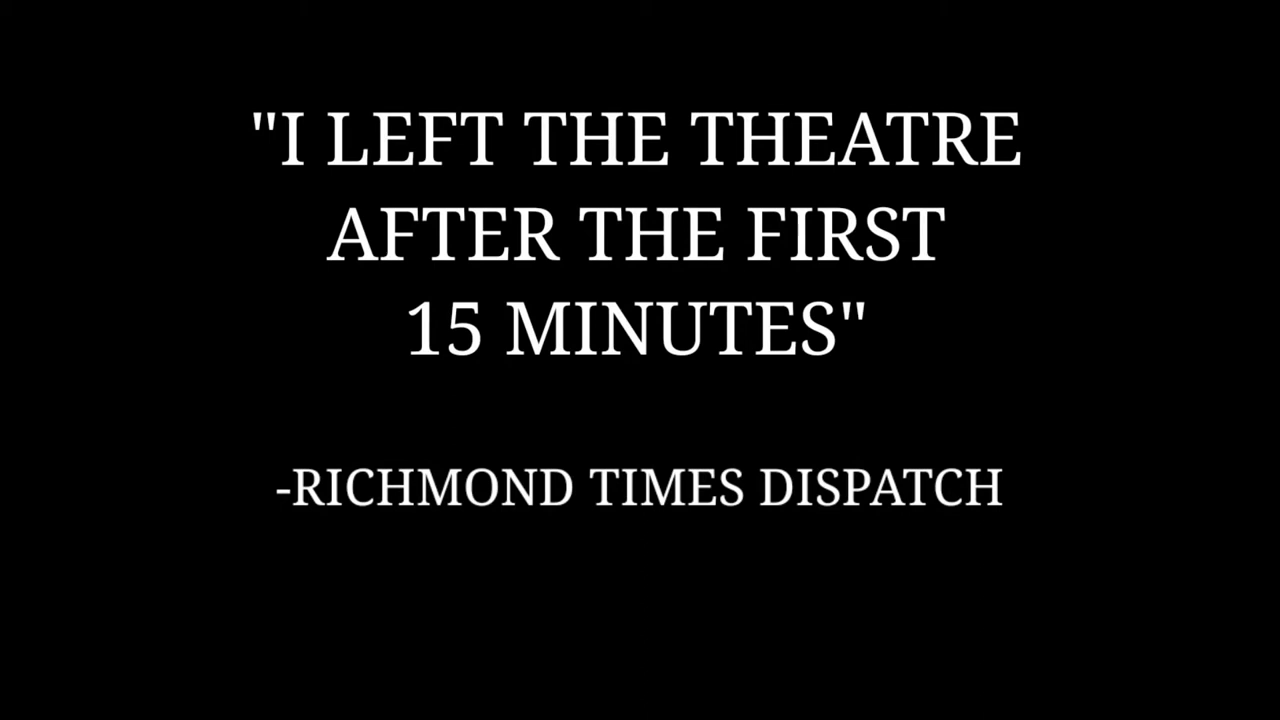 "I LEFT THE THEATRE
AFTER THE FIRST
15 MINUTES"
-RICHMOND TIMES DISPATCH